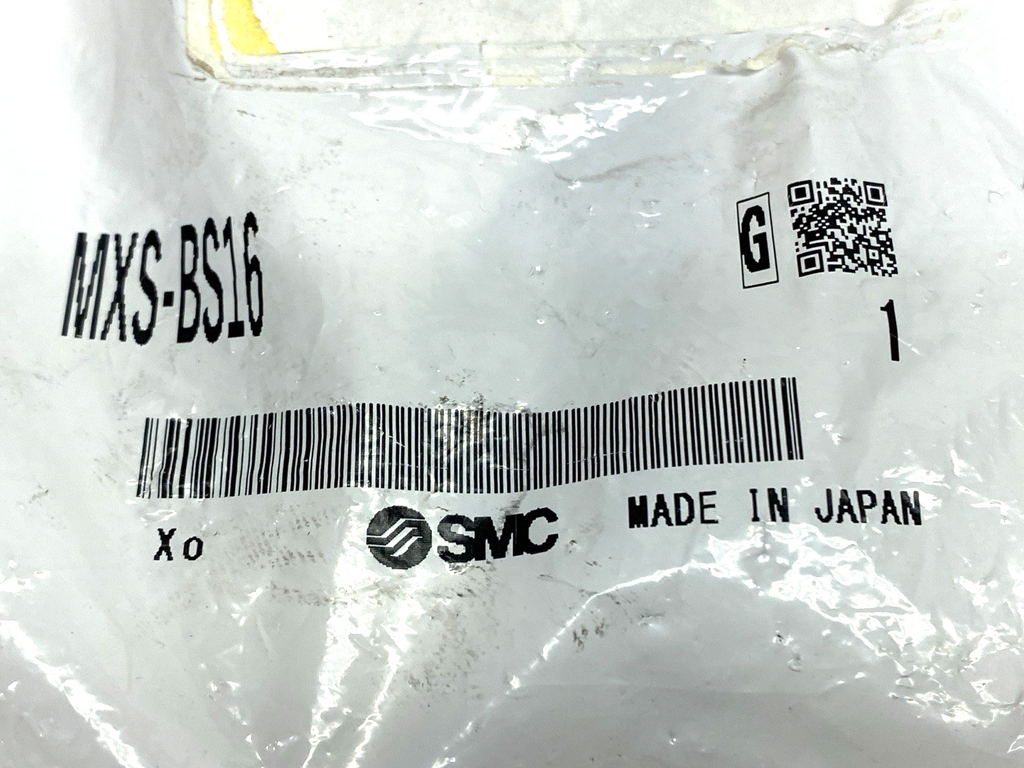 MXS-BS16
G
1
Xo
SMC
MADE IN JAPAN